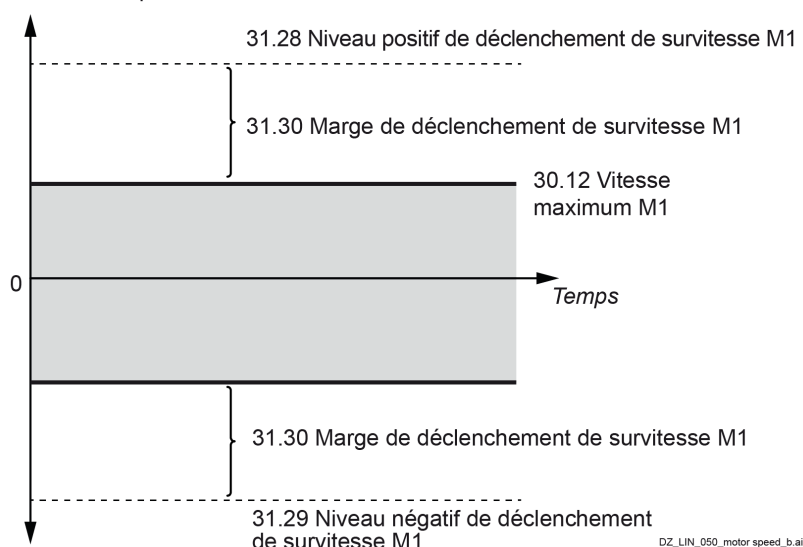 31.28 Niveau positif de déclenchement de survitesse M1
31.30 Marge de déclenchement de survitesse M1
30.12 Vitesse
maximum M1
0
Temps
31.30 Marge de déclenchement de survitesse M1
31.29 Niveau négatif de déclenchement
de survitesse M1
DZ_LIN_050_motor speed_b.ai